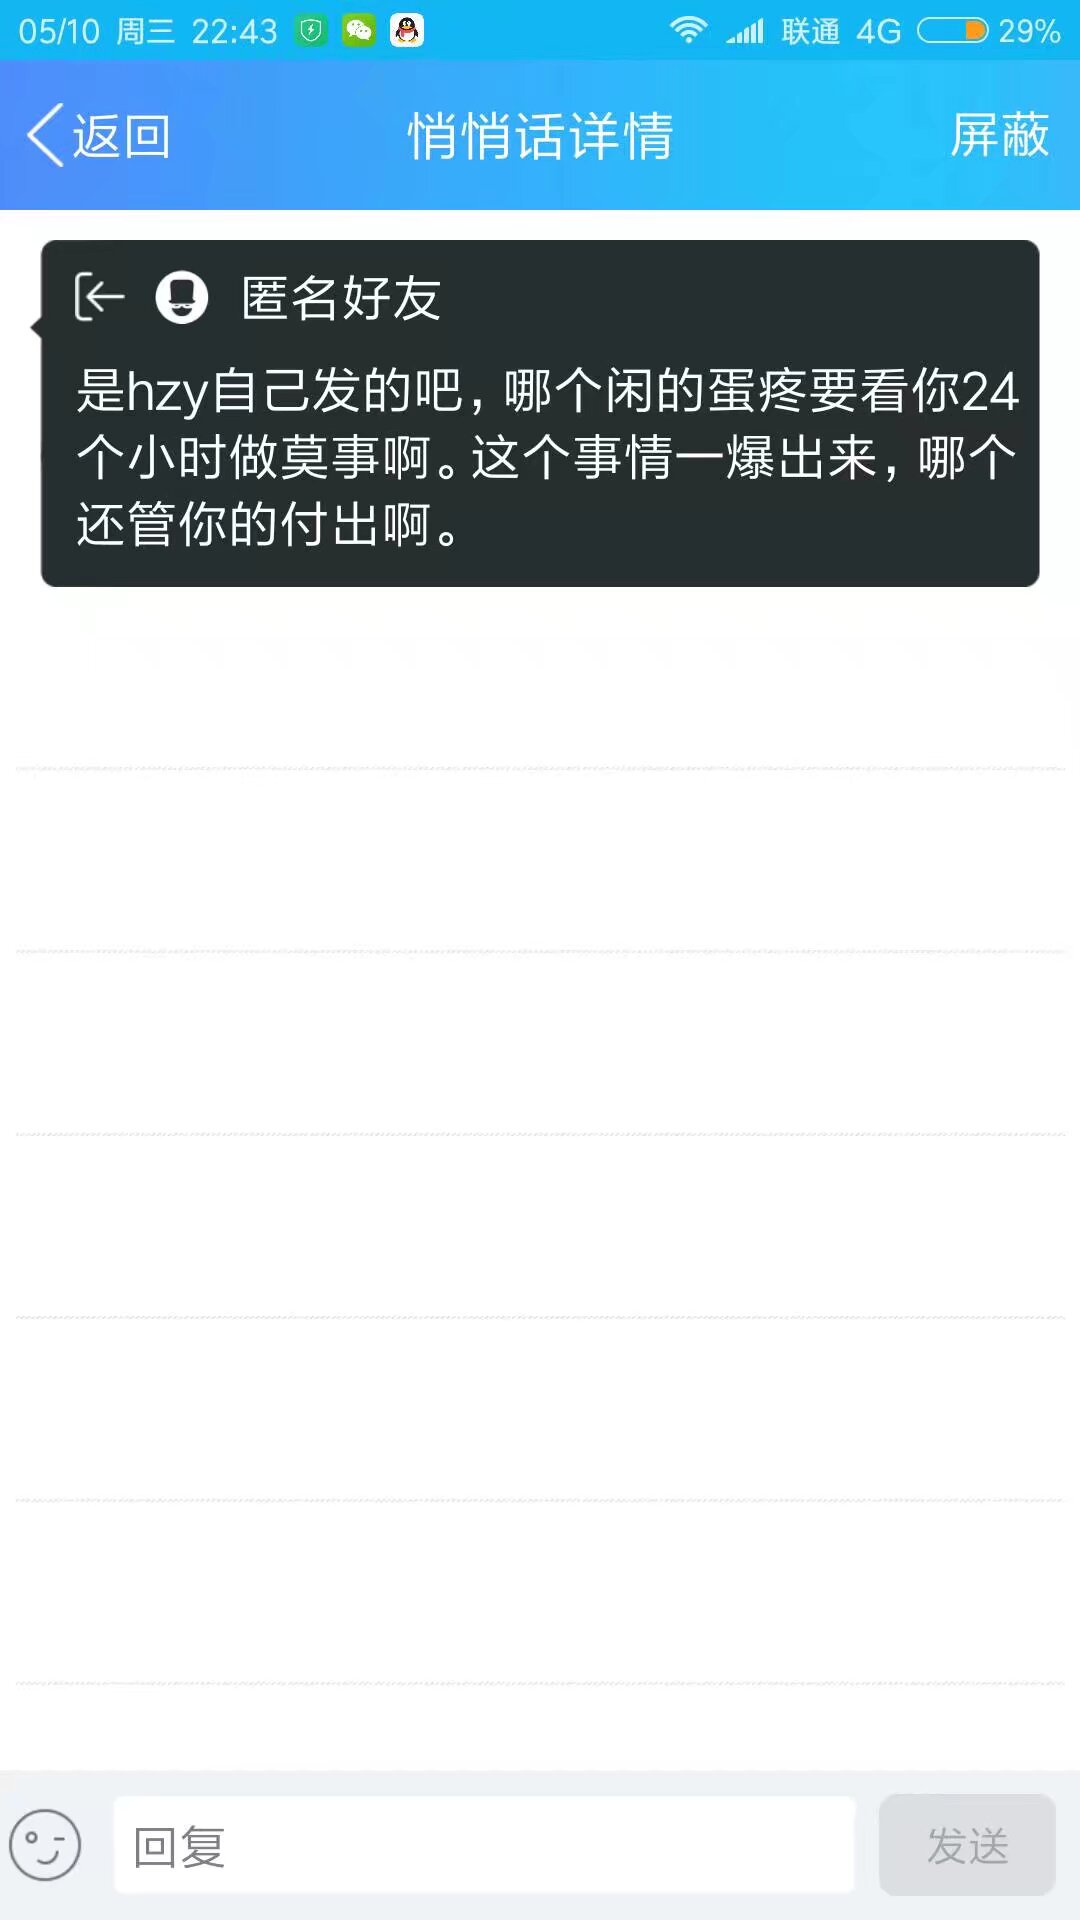 05/10 周三 22:43 联通 4G 29%
返回 悄悄话详情 屏蔽
匿名好友
是hzy自己发的吧，哪个闲的蛋疼要看你24
个小时做莫事啊。这个事情一爆出来，哪个
还管你的付出啊。
回复 发送